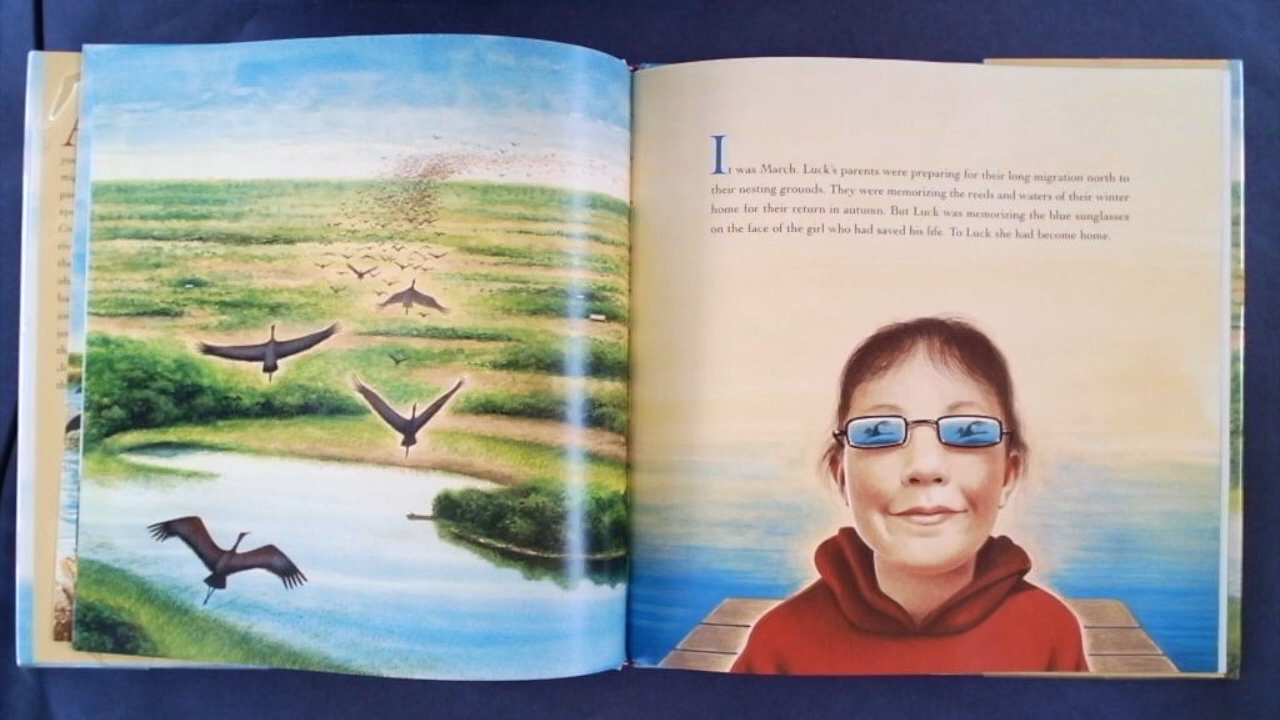 It was March. Luck's parents were preparing for their long migration north to
their nesting grounds. They were memorizing the reeds and waters of their winter
home for their return in autumn. But Luck was memorizing the blue sunglasses
on the face of the girl who had saved his life. To Luck she had become home.